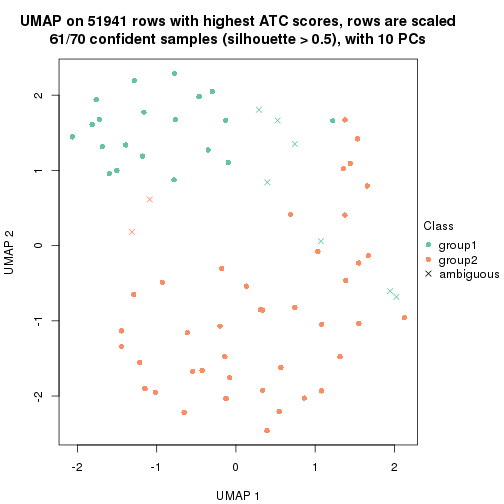 UMAP on 51941 rows with highest ATC scores, rows are scaled
61/70 confident samples (silhouette > 0.5), with 10 PCs
2
1
0
-1
-2
UMAP 2
-2
-1
0
1
2
UMAP 1
Class
group1
group2
ambiguous